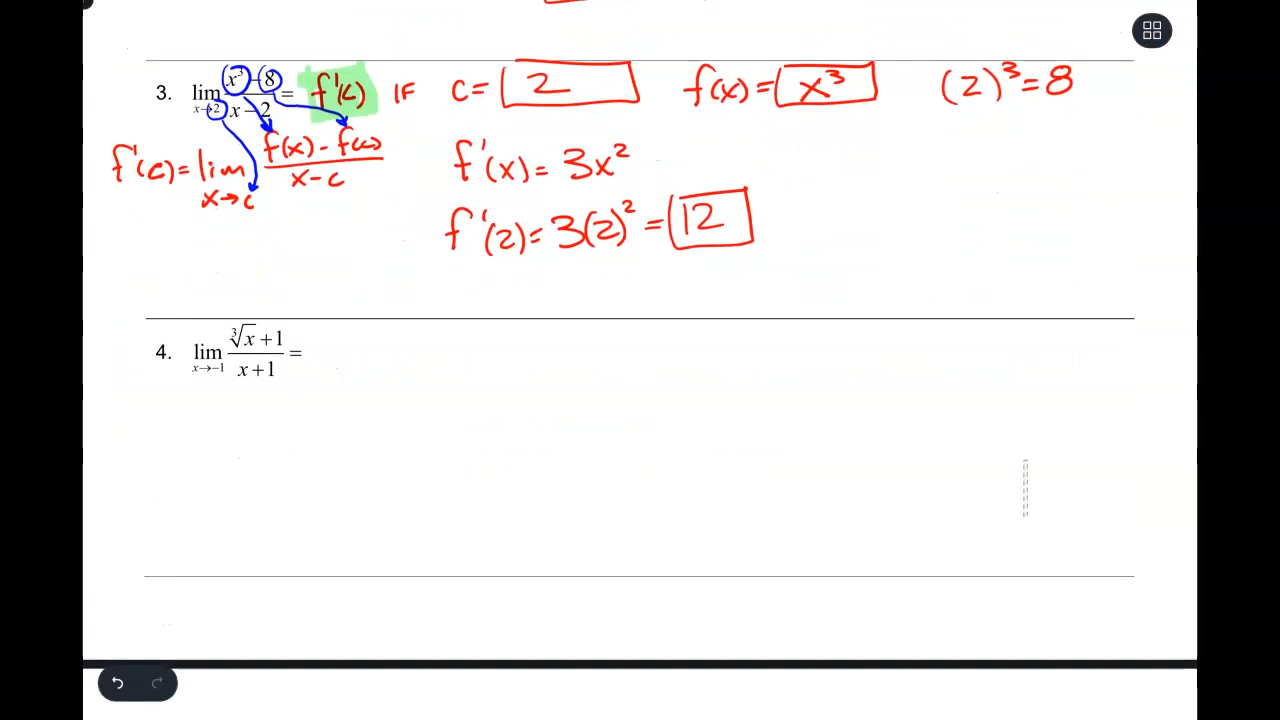 3. lim x→2 (x³ − 8)/(x − 2) = f'(c) IF c = 2 f(x) = x³ (2)³ = 8
f'(c) = lim x→c (f(x) − f(c))/(x − c)
f'(x) = 3x²
f'(2) = 3(2)² = 12
4. lim x→−1 (∛x + 1)/(x + 1) =